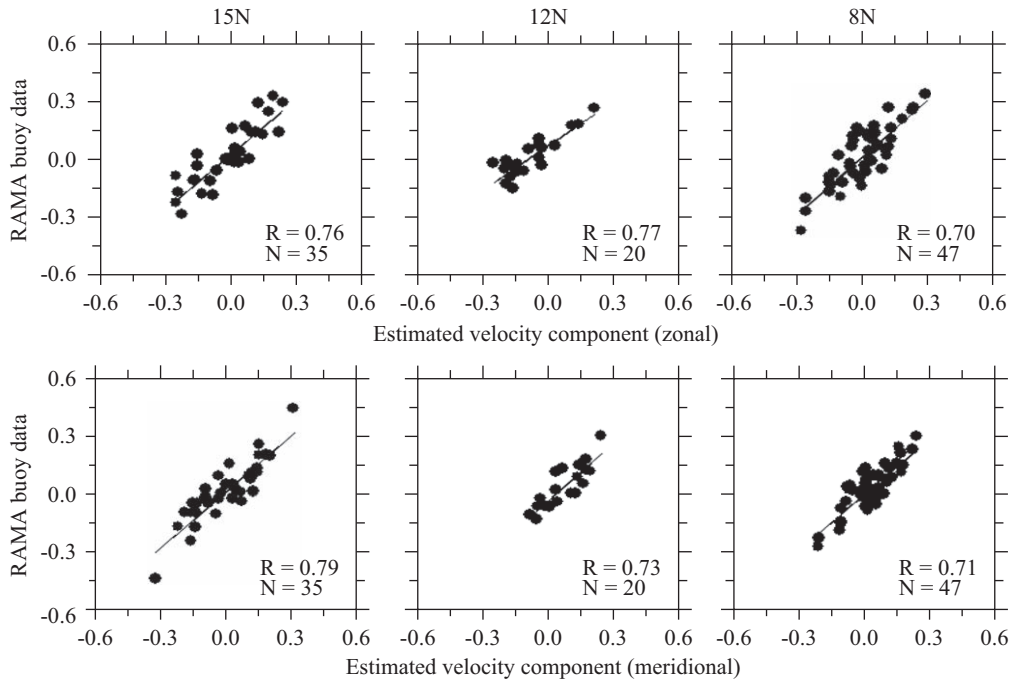 15N 12N 8N
0.6
0.3
0.0
-0.3
-0.6
RAMA buoy data
R = 0.76
N = 35
R = 0.77
N = 20
R = 0.70
N = 47
-0.6 -0.3 0.0 0.3 0.6 -0.6 -0.3 0.0 0.3 0.6 -0.6 -0.3 0.0 0.3 0.6
Estimated velocity component (zonal)
0.6
0.3
0.0
-0.3
-0.6
RAMA buoy data
R = 0.79
N = 35
R = 0.73
N = 20
R = 0.71
N = 47
-0.6 -0.3 0.0 0.3 0.6 -0.6 -0.3 0.0 0.3 0.6 -0.6 -0.3 0.0 0.3 0.6
Estimated velocity component (meridional)